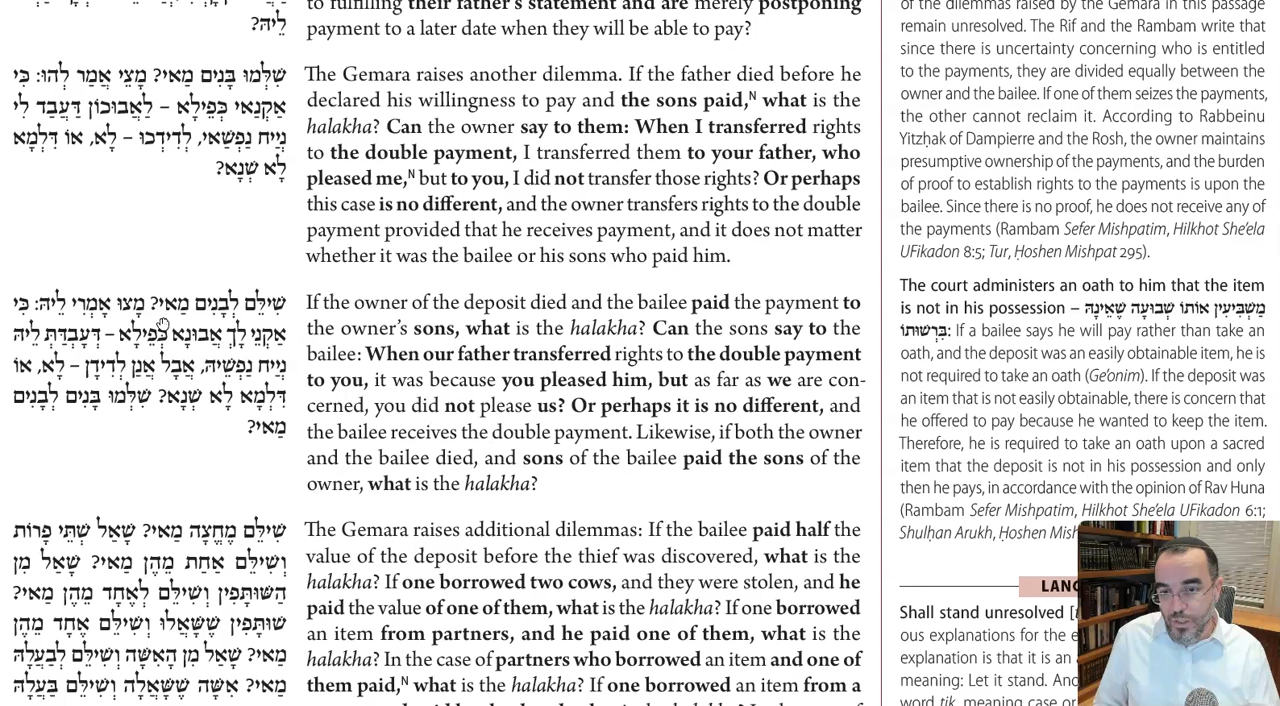 לֵיהּ?
שִׁלְּמוּ בָּנִים מַאי? מָצֵי אֲמַר לְהוּ: כִּי
אַקְנַאי כְּפֵילָא – לַאֲבוּכוֹן דַּעֲבַד לִי
נְיַיח נַפְשַׁאי, לְדִידְכוּ – לָא, אוֹ דִּלְמָא
לָא שְׁנָא?
שִׁילֵּם לְבָנִים מַאי? מָצוּ אָמְרִי לֵיהּ: כִּי
אַקְנִי לָךְ אֲבוּנָא כְּפֵילָא – דְּעָבְדַתְּ לֵיהּ
נְיַיח נַפְשֵׁיהּ, אֲבָל אֲנַן לְדִידַן – לָא, אוֹ
דִּלְמָא לָא שְׁנָא? שִׁלְּמוּ בָּנִים לְבָנִים
מַאי?
שִׁילֵּם מֶחֱצָה מַאי? שָׁאַל שְׁתֵּי פָרוֹת
וְשִׁילֵּם אַחַת מֵהֶן מַאי? שָׁאַל מִן
הַשּׁוּתָּפִין וְשִׁילֵּם לְאֶחָד מֵהֶן מַאי?
שׁוּתָּפִין שֶׁשָּׁאֲלוּ וְשִׁילֵּם אֶחָד מֵהֶן
מַאי? שָׁאַל מִן הָאִשָּׁה וְשִׁילֵּם לְבַעְלָהּ
מַאי? אִשָּׁה שֶׁשָּׁאֲלָה וְשִׁילֵּם בַּעְלָהּ
to fulfilling their father's statement and are merely postponing
payment to a later date when they will be able to pay?
The Gemara raises another dilemma. If the father died before he
declared his willingness to pay and the sons paid,ᴺ what is the
halakha? Can the owner say to them: When I transferred rights
to the double payment, I transferred them to your father, who
pleased me,ᴺ but to you, I did not transfer those rights? Or perhaps
this case is no different, and the owner transfers rights to the double
payment provided that he receives payment, and it does not matter
whether it was the bailee or his sons who paid him.
If the owner of the deposit died and the bailee paid the payment to
the owner's sons, what is the halakha? Can the sons say to the
bailee: When our father transferred rights to the double payment
to you, it was because you pleased him, but as far as we are con-
cerned, you did not please us? Or perhaps it is no different, and
the bailee receives the double payment. Likewise, if both the owner
and the bailee died, and sons of the bailee paid the sons of the
owner, what is the halakha?
The Gemara raises additional dilemmas: If the bailee paid half the
value of the deposit before the thief was discovered, what is the
halakha? If one borrowed two cows, and they were stolen, and he
paid the value of one of them, what is the halakha? If one borrowed
an item from partners, and he paid one of them, what is the
halakha? In the case of partners who borrowed an item and one of
them paid,ᴺ what is the halakha? If one borrowed an item from a
of the dilemmas raised by the Gemara in this passage
remain unresolved. The Rif and the Rambam write that
since there is uncertainty concerning who is entitled
to the payments, they are divided equally between the
owner and the bailee. If one of them seizes the payments,
the other cannot reclaim it. According to Rabbeinu
Yitzḥak of Dampierre and the Rosh, the owner maintains
presumptive ownership of the payments, and the burden
of proof to establish rights to the payments is upon the
bailee. Since there is no proof, he does not receive any of
the payments (Rambam Sefer Mishpatim, Hilkhot She'ela
UFikadon 8:5; Tur, Ḥoshen Mishpat 295).
The court administers an oath to him that the item
is not in his possession – מַשְׁבִּיעִין אוֹתוֹ שְׁבוּעָה שֶׁאֵינָהּ
בִּרְשׁוּתוֹ: If a bailee says he will pay rather than take an
oath, and the deposit was an easily obtainable item, he is
not required to take an oath (Ge'onim). If the deposit was
an item that is not easily obtainable, there is concern that
he offered to pay because he wanted to keep the item.
Therefore, he is required to take an oath upon a sacred
item that the deposit is not in his possession and only
then he pays, in accordance with the opinion of Rav Huna
(Rambam Sefer Mishpatim, Hilkhot She'ela UFikadon 6:1;
Shulḥan Arukh, Ḥoshen Mish
LANG
Shall stand unresolved
ous explanations for the e
explanation is that it is an
meaning: Let it stand. Ano
word tik, meaning case or